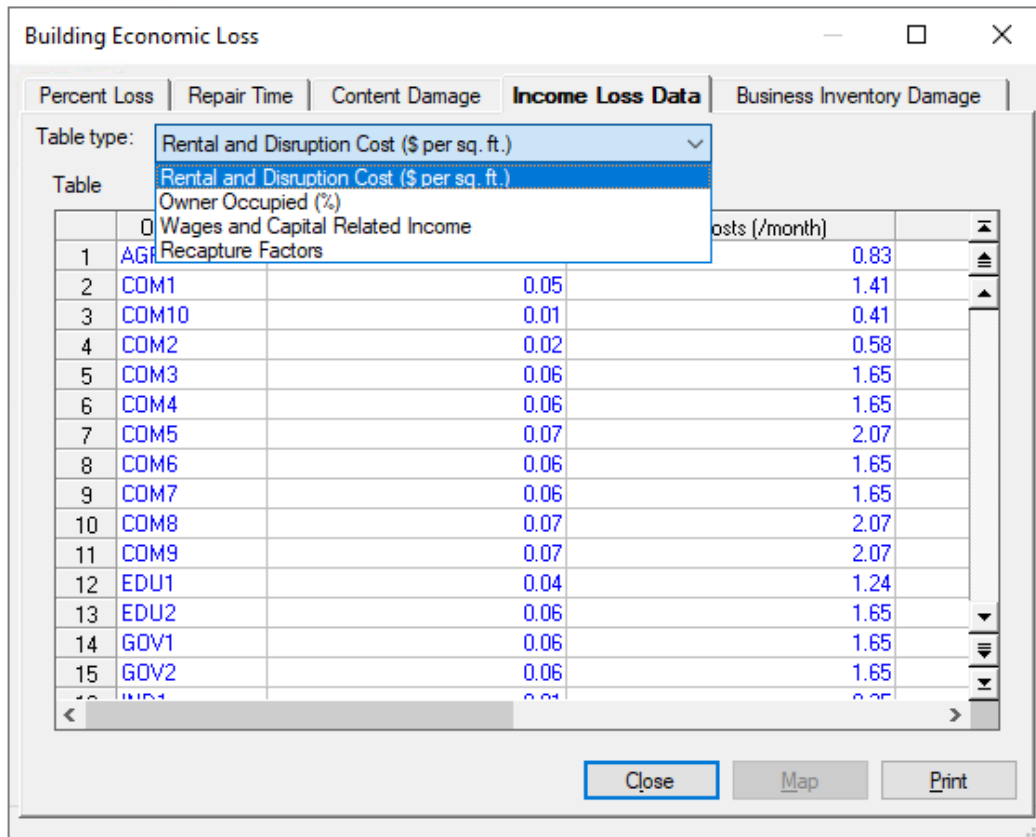 Building Economic Loss
Percent Loss Repair Time Content Damage Income Loss Data Business Inventory Damage
Table type: Rental and Disruption Cost ($ per sq. ft.)
Rental and Disruption Cost ($ per sq. ft.)
Table
Owner Occupied (%)
Wages and Capital Related Income
osts (/month)
Recapture Factors
1 0.83
2 COM1 0.05 1.41
3 COM10 0.01 0.41
4 COM2 0.02 0.58
5 COM3 0.06 1.65
6 COM4 0.06 1.65
7 COM5 0.07 2.07
8 COM6 0.06 1.65
9 COM7 0.06 1.65
10 COM8 0.07 2.07
11 COM9 0.07 2.07
12 EDU1 0.04 1.24
13 EDU2 0.06 1.65
14 GOV1 0.06 1.65
15 GOV2 0.06 1.65
Close Map Print